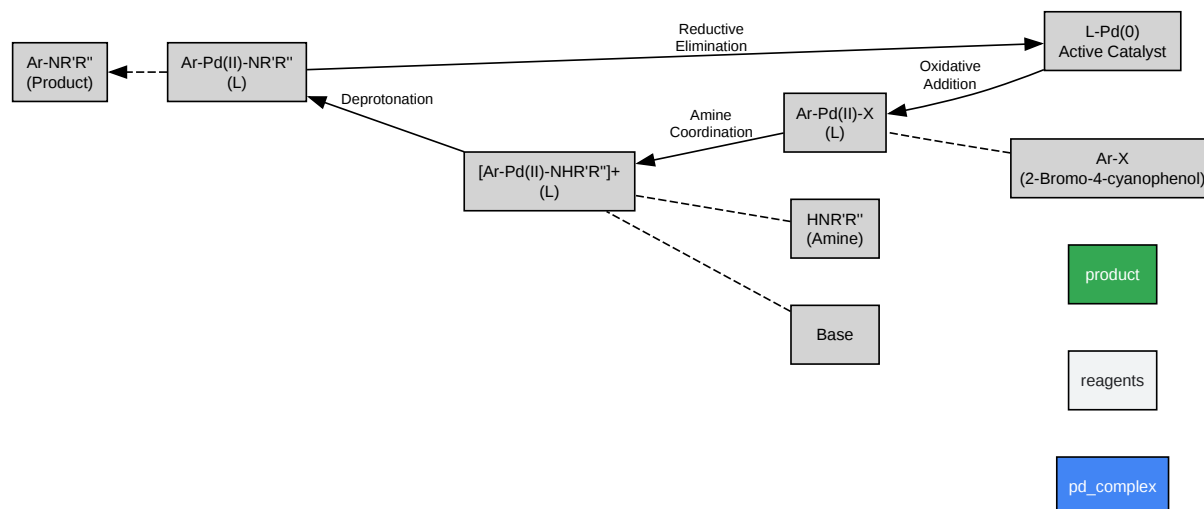 Ar-NR'R"
(Product)
Ar-Pd(II)-NR'R"
(L)
Reductive
Elimination
L-Pd(0)
Active Catalyst
Deprotonation
Oxidative
Addition
Amine
Coordination
Ar-Pd(II)-X
(L)
[Ar-Pd(II)-NHR'R"]+
(L)
Ar-X
(2-Bromo-4-cyanophenol)
HNR'R"
(Amine)
Base
product
reagents
pd_complex